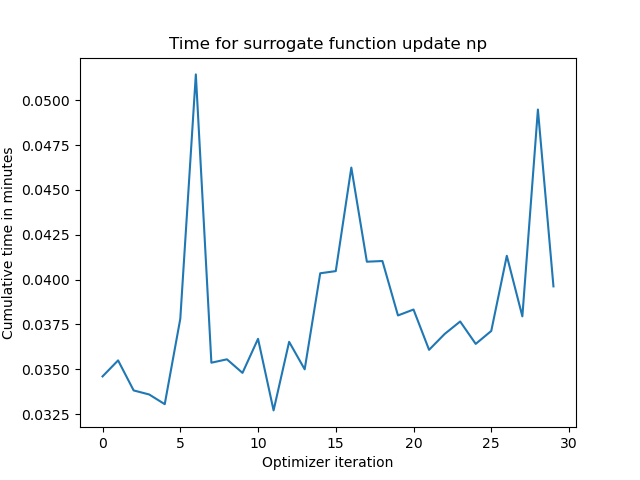 Time for surrogate function update np
0.0500
0.0475
0.0450
0.0425
0.0400
0.0375
0.0350
0.0325
Cumulative time in minutes
0 5 10 15 20 25 30
Optimizer iteration